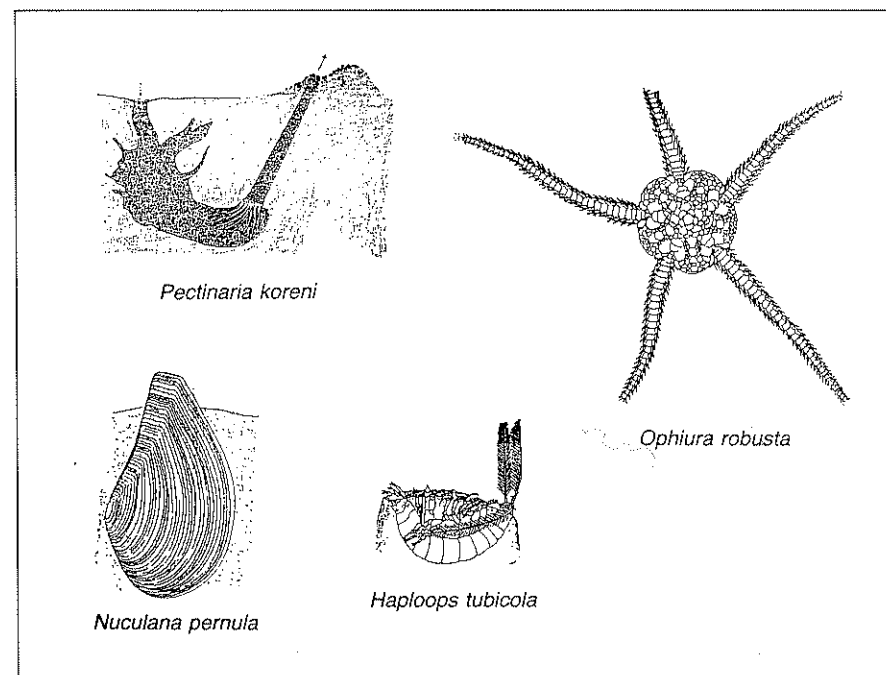 Pectinaria koreni
Ophiura robusta
Nuculana pernula
Haploops tubicola